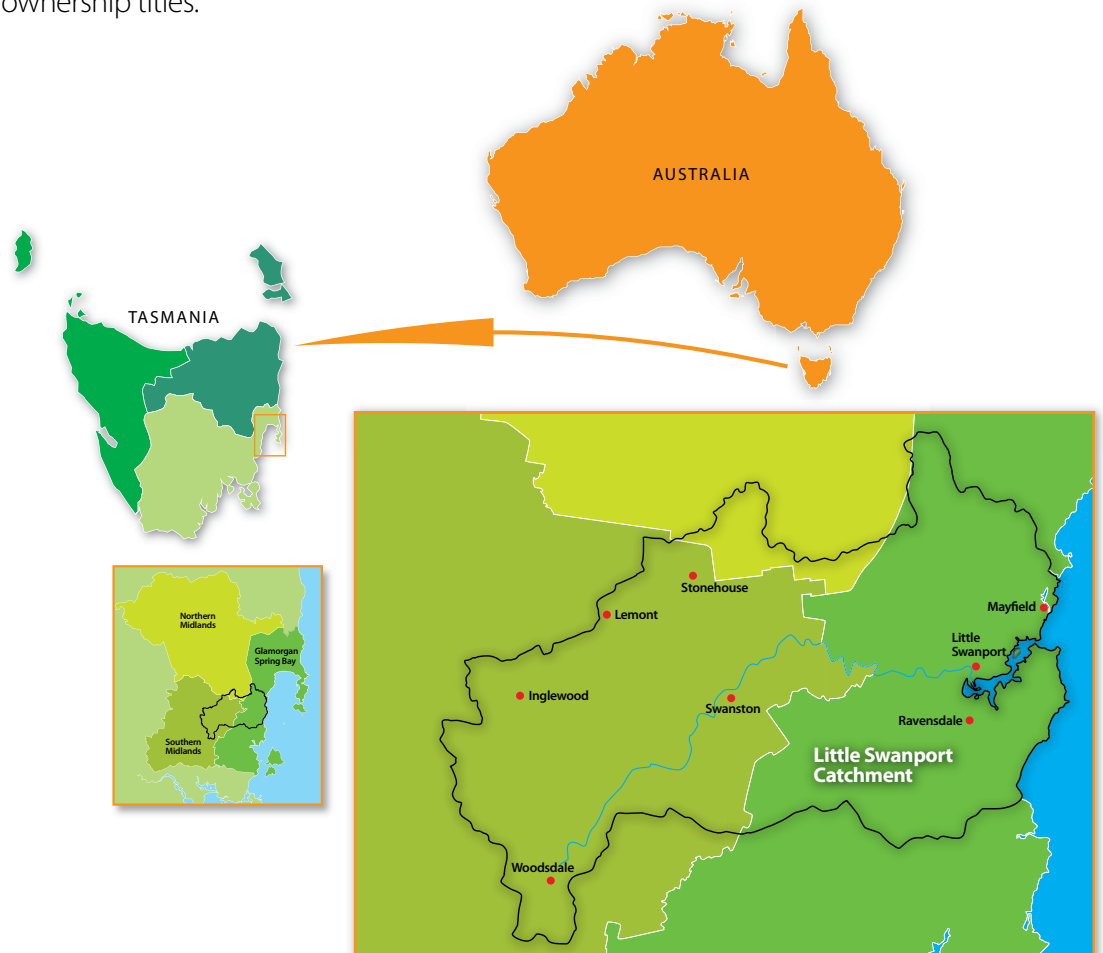 ownership titles.
AUSTRALIA
TASMANIA
Northern
Midlands
Glamorgan
Spring Bay
Southern
Midlands
Stonehouse
Lemont
Mayfield
Little
Swanport
Inglewood
Swanston
Ravensdale
Little Swanport
Catchment
Woodsdale